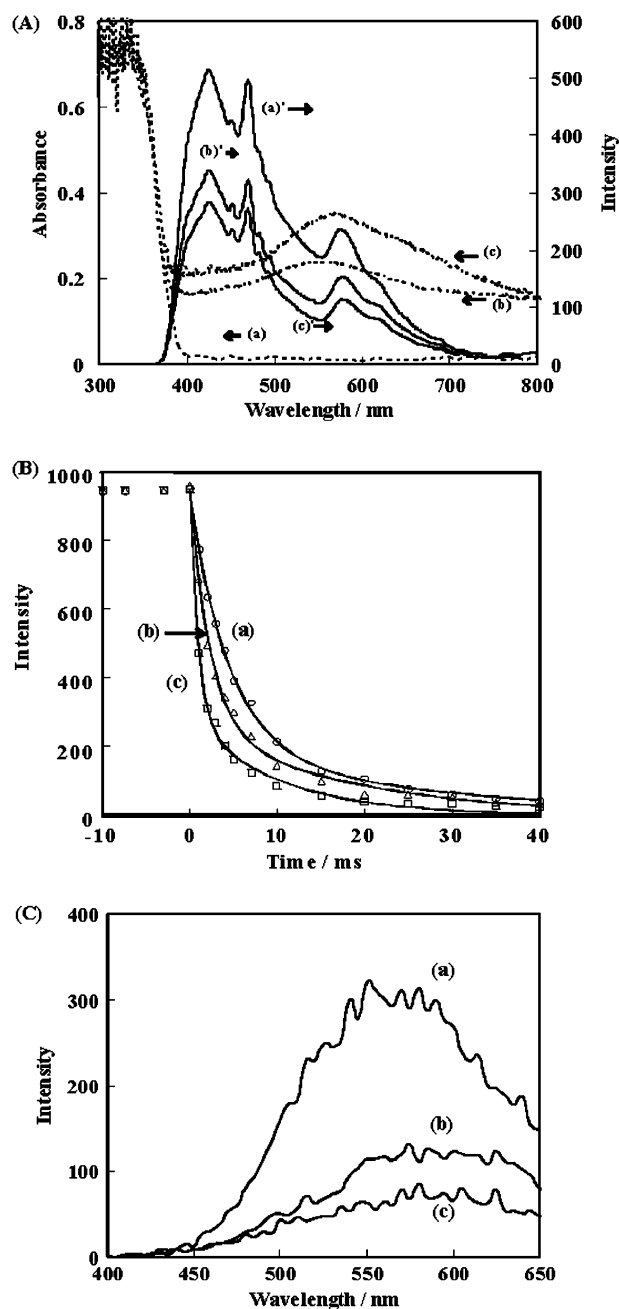 (A)
0.8
600
500
0.6
(a)'
400
(b)'
Absorbance
0.4
300
Intensity
(c)
200
0.2
(b)
100
(a)
(c)'
0
0
300
400
500
600
700
800
Wavelength / nm
(B)
1000
800
600
(b)
(a)
Intensity
400
(c)
200
0
-10
0
10
20
30
40
Time / ms
(C)
400
(a)
300
Intensity
200
(b)
100
(c)
0
400
450
500
550
600
650
Wavelength / nm